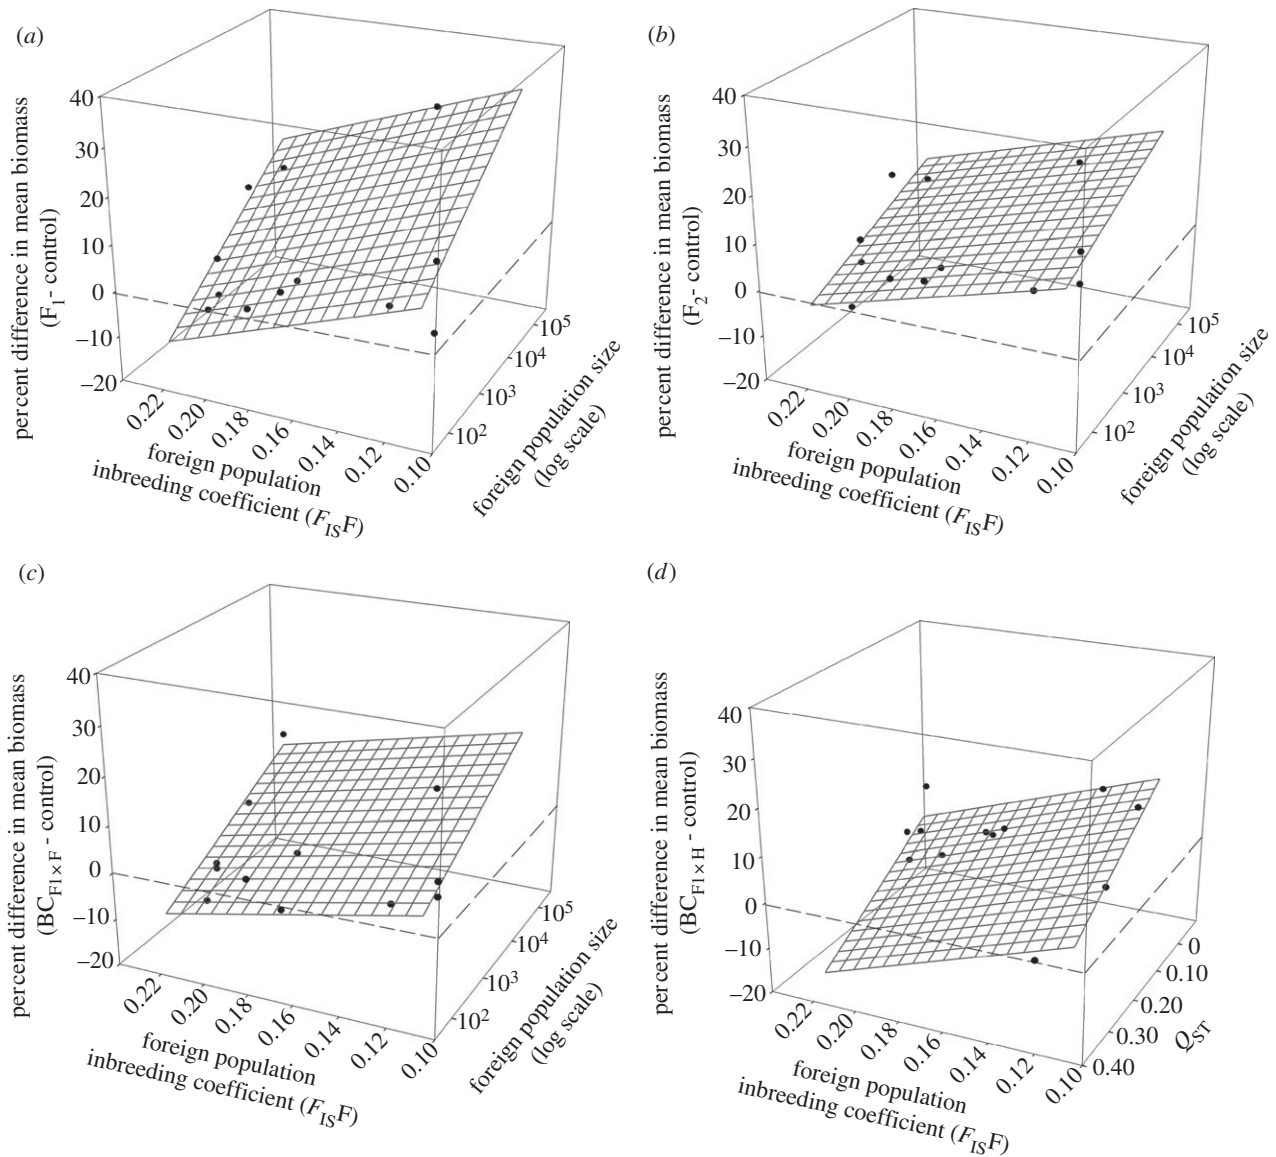 (a)
percent difference in mean biomass
(F1- control)
40
30
20
10
0
–10
–20
0.22
0.20
0.18
0.16
0.14
0.12
0.10
foreign population
inbreeding coefficient (FISF)
10^2
10^3
10^4
10^5
foreign population size
(log scale)
(b)
percent difference in mean biomass
(F2- control)
40
30
20
10
0
–10
–20
0.22
0.20
0.18
0.16
0.14
0.12
0.10
foreign population
inbreeding coefficient (FISF)
10^2
10^3
10^4
10^5
foreign population size
(log scale)
(c)
percent difference in mean biomass
(BCF1×F - control)
40
30
20
10
0
–10
–20
0.22
0.20
0.18
0.16
0.14
0.12
0.10
foreign population
inbreeding coefficient (FISF)
10^2
10^3
10^4
10^5
foreign population size
(log scale)
(d)
percent difference in mean biomass
(BCF1×H - control)
40
30
20
10
0
–10
–20
0.22
0.20
0.18
0.16
0.14
0.12
0.10
foreign population
inbreeding coefficient (FISF)
0
0.10
0.20
0.30
0.40
QST